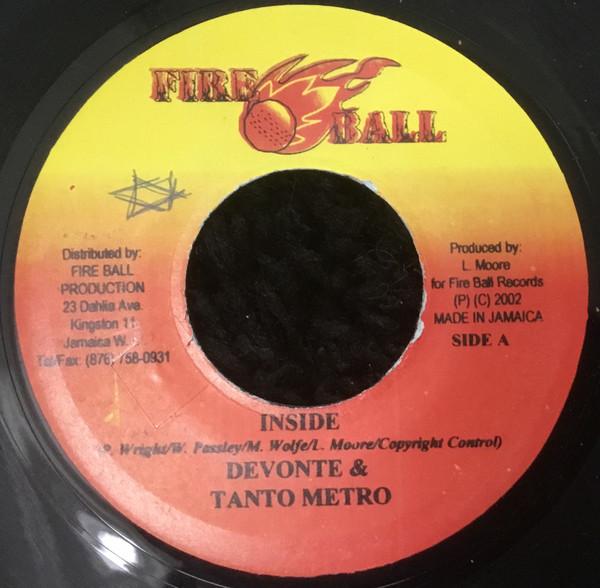 FIRE BALL
Distributed by:
FIRE BALL
PRODUCTION
23 Dahlia Ave.
Kingston 11
Jamaica W.
Tel/Fax: (876) 758-0931
Produced by:
L. Moore
for Fire Ball Records
(P) (C) 2002
MADE IN JAMAICA
SIDE A
INSIDE
Wright/W. Passley/M. Wolfe/L. Moore/Copyright Control)
DEVONTE &
TANTO METRO